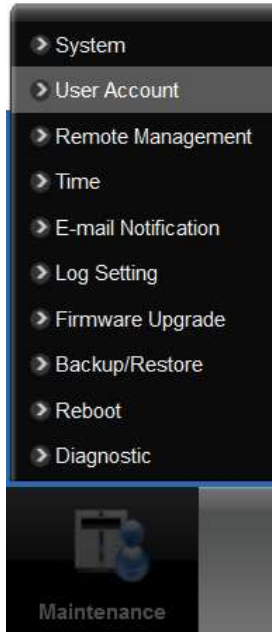 System
User Account
Remote Management
Time
E-mail Notification
Log Setting
Firmware Upgrade
Backup/Restore
Reboot
Diagnostic
Maintenance